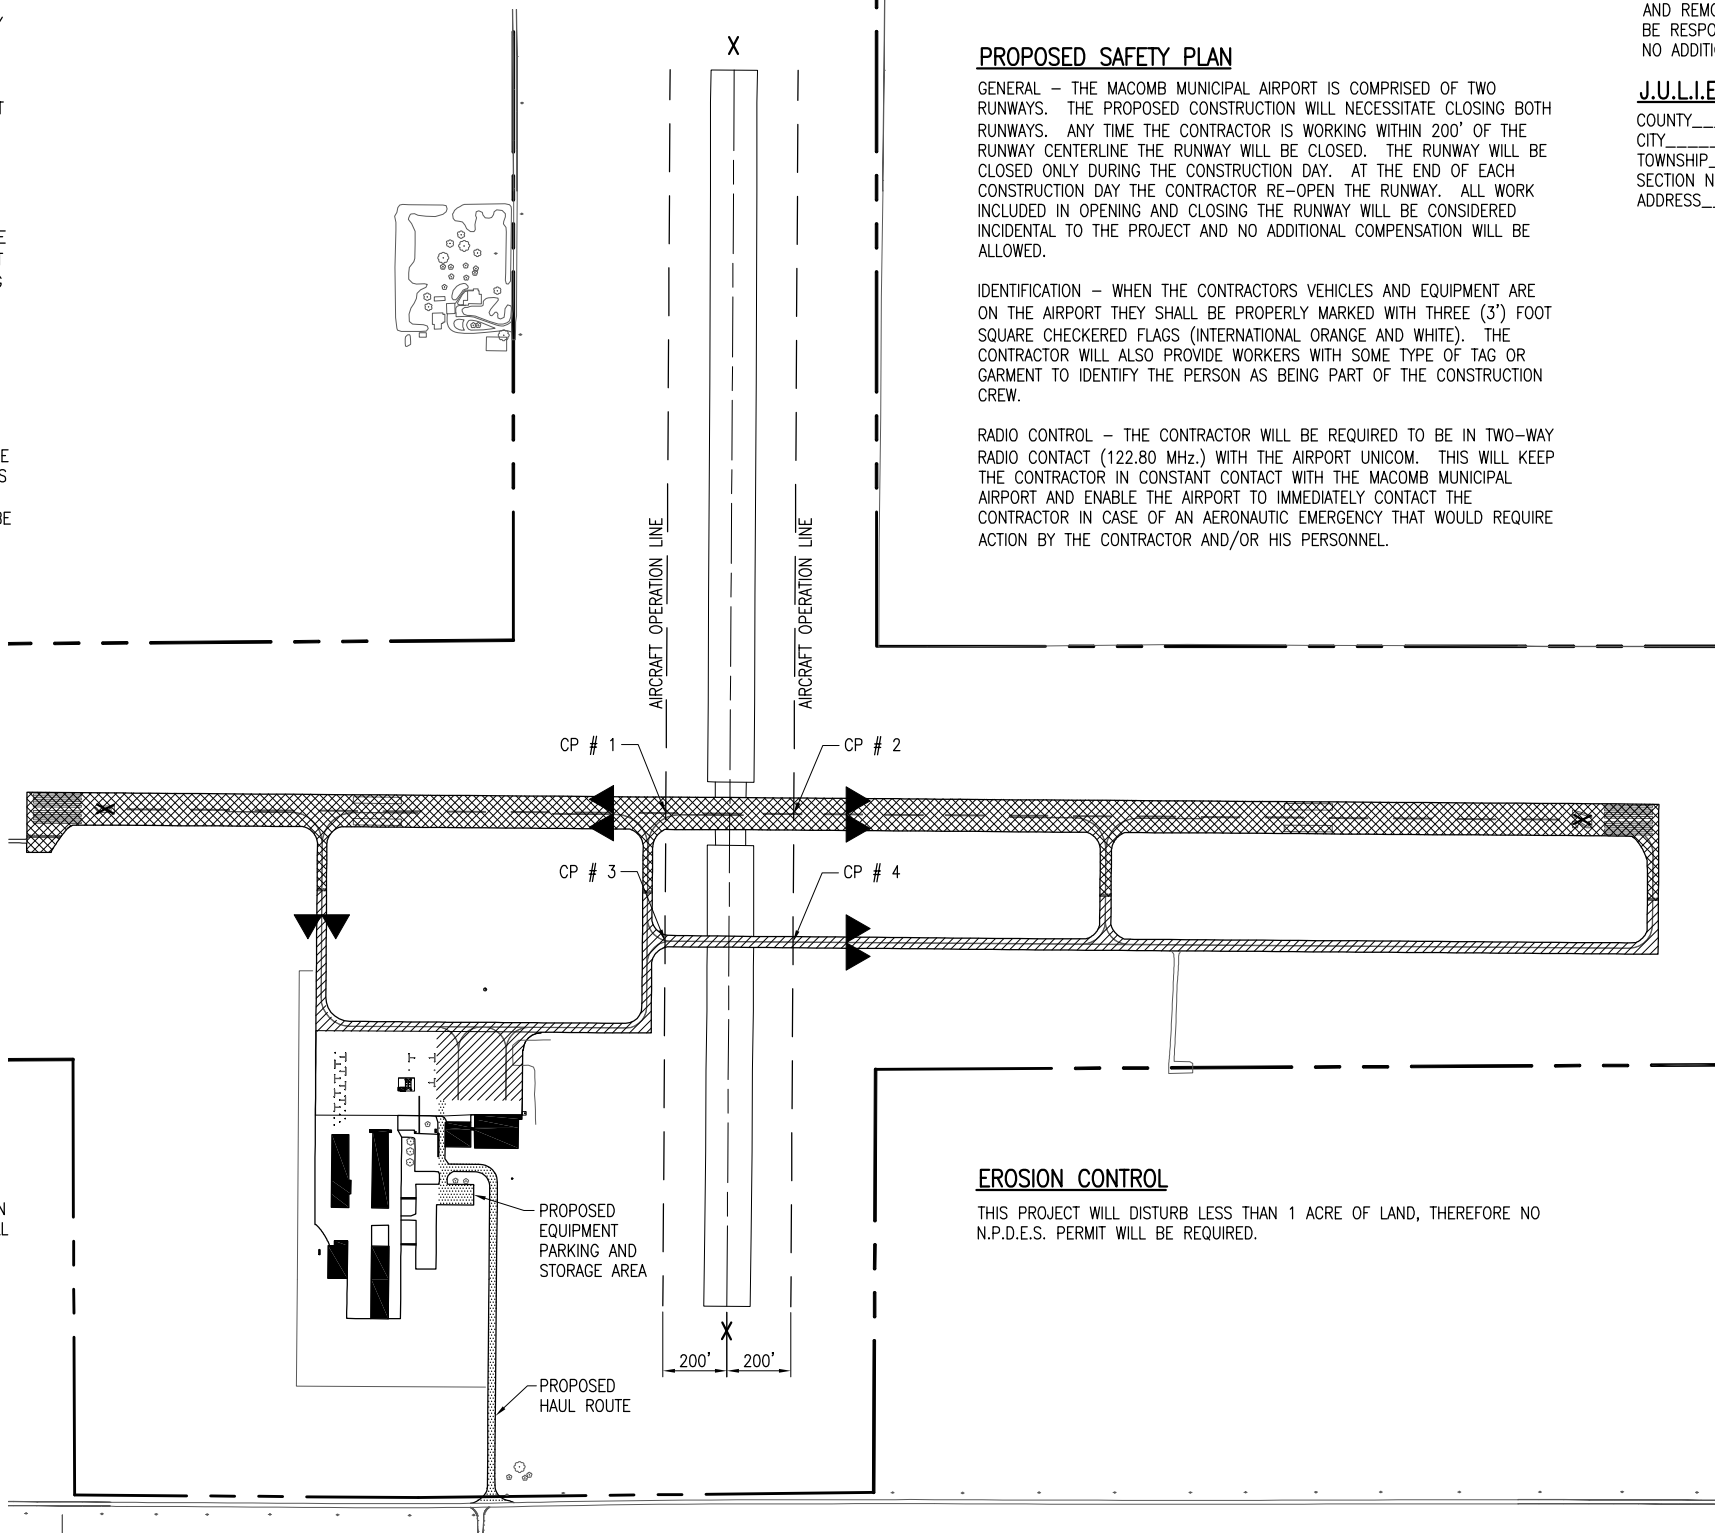 PROPOSED SAFETY PLAN
GENERAL – THE MACOMB MUNICIPAL AIRPORT IS COMPRISED OF TWO
RUNWAYS. THE PROPOSED CONSTRUCTION WILL NECESSITATE CLOSING BOTH
RUNWAYS. ANY TIME THE CONTRACTOR IS WORKING WITHIN 200' OF THE
RUNWAY CENTERLINE THE RUNWAY WILL BE CLOSED. THE RUNWAY WILL BE
CLOSED ONLY DURING THE CONSTRUCTION DAY. AT THE END OF EACH
CONSTRUCTION DAY THE CONTRACTOR RE-OPEN THE RUNWAY. ALL WORK
INCLUDED IN OPENING AND CLOSING THE RUNWAY WILL BE CONSIDERED
INCIDENTAL TO THE PROJECT AND NO ADDITIONAL COMPENSATION WILL BE
ALLOWED.
IDENTIFICATION – WHEN THE CONTRACTORS VEHICLES AND EQUIPMENT ARE
ON THE AIRPORT THEY SHALL BE PROPERLY MARKED WITH THREE (3') FOOT
SQUARE CHECKERED FLAGS (INTERNATIONAL ORANGE AND WHITE). THE
CONTRACTOR WILL ALSO PROVIDE WORKERS WITH SOME TYPE OF TAG OR
GARMENT TO IDENTIFY THE PERSON AS BEING PART OF THE CONSTRUCTION
CREW.
RADIO CONTROL – THE CONTRACTOR WILL BE REQUIRED TO BE IN TWO-WAY
RADIO CONTACT (122.80 MHz.) WITH THE AIRPORT UNICOM. THIS WILL KEEP
THE CONTRACTOR IN CONSTANT CONTACT WITH THE MACOMB MUNICIPAL
AIRPORT AND ENABLE THE AIRPORT TO IMMEDIATELY CONTACT THE
CONTRACTOR IN CASE OF AN AERONAUTIC EMERGENCY THAT WOULD REQUIRE
ACTION BY THE CONTRACTOR AND/OR HIS PERSONNEL.
AND
BE
NO
J.U.L.I.E
COUNTY__
CITY_____
TOWNSHIP_
SECTION
ADDRESS__
BE
X
AIRCRAFT OPERATION LINE
AIRCRAFT OPERATION LINE
CP # 1
CP # 2
X
X
CP # 3
CP # 4
PROPOSED
EQUIPMENT
PARKING AND
STORAGE AREA
X
200'
200'
PROPOSED
HAUL ROUTE
EROSION CONTROL
THIS PROJECT WILL DISTURB LESS THAN 1 ACRE OF LAND, THEREFORE NO
N.P.D.E.S. PERMIT WILL BE REQUIRED.